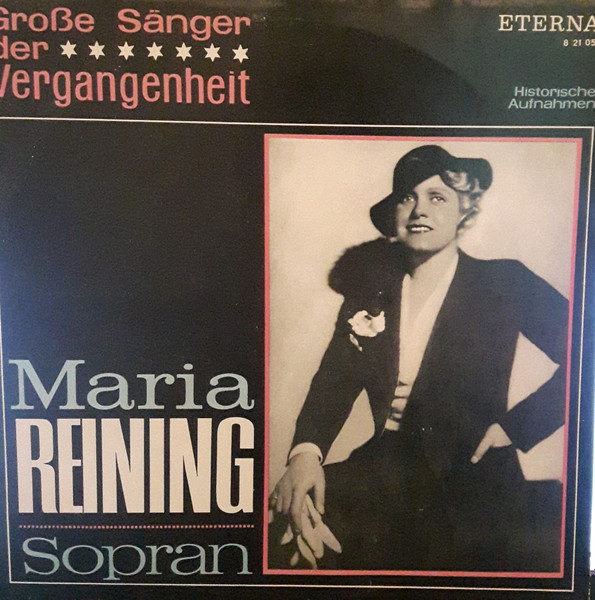 Große Sänger
der
Vergangenheit
ETERNA
8 21 05
Historische
Aufnahmen
Maria
REINING
Sopran